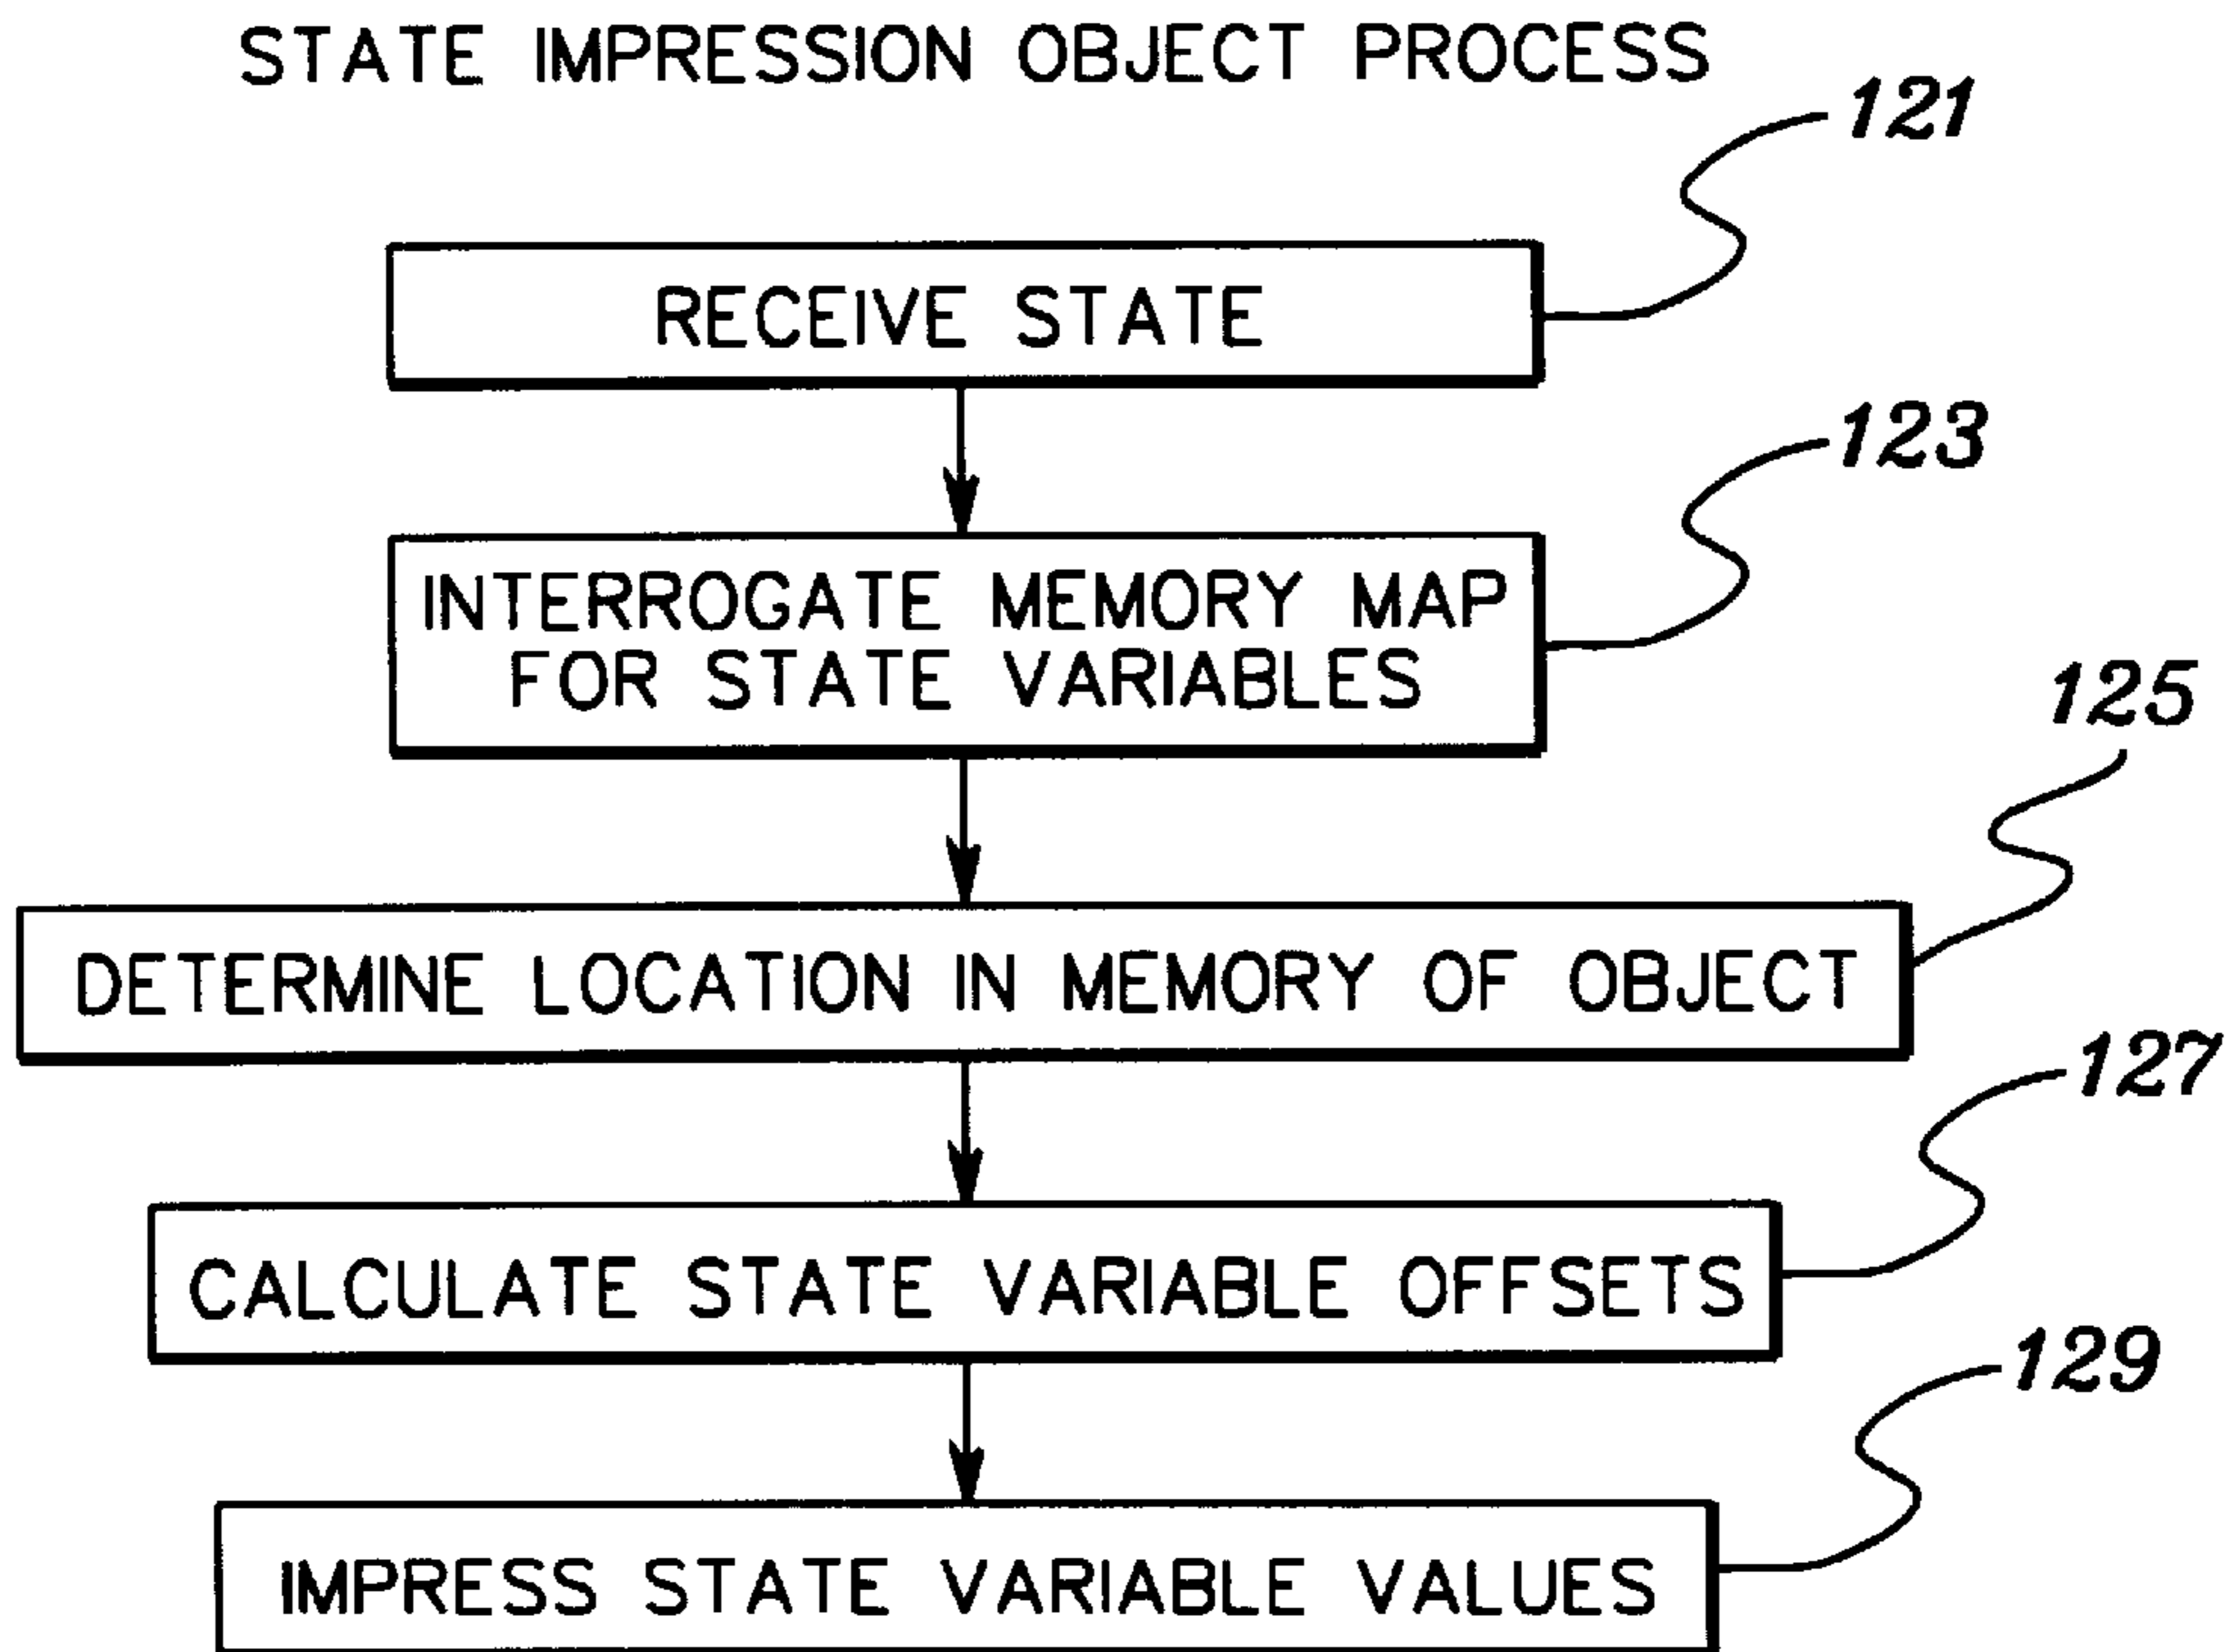 STATE IMPRESSION OBJECT PROCESS
121
RECEIVE STATE
123
INTERROGATE MEMORY MAP
FOR STATE VARIABLES
125
DETERMINE LOCATION IN MEMORY OF OBJECT
127
CALCULATE STATE VARIABLE OFFSETS
129
IMPRESS STATE VARIABLE VALUES